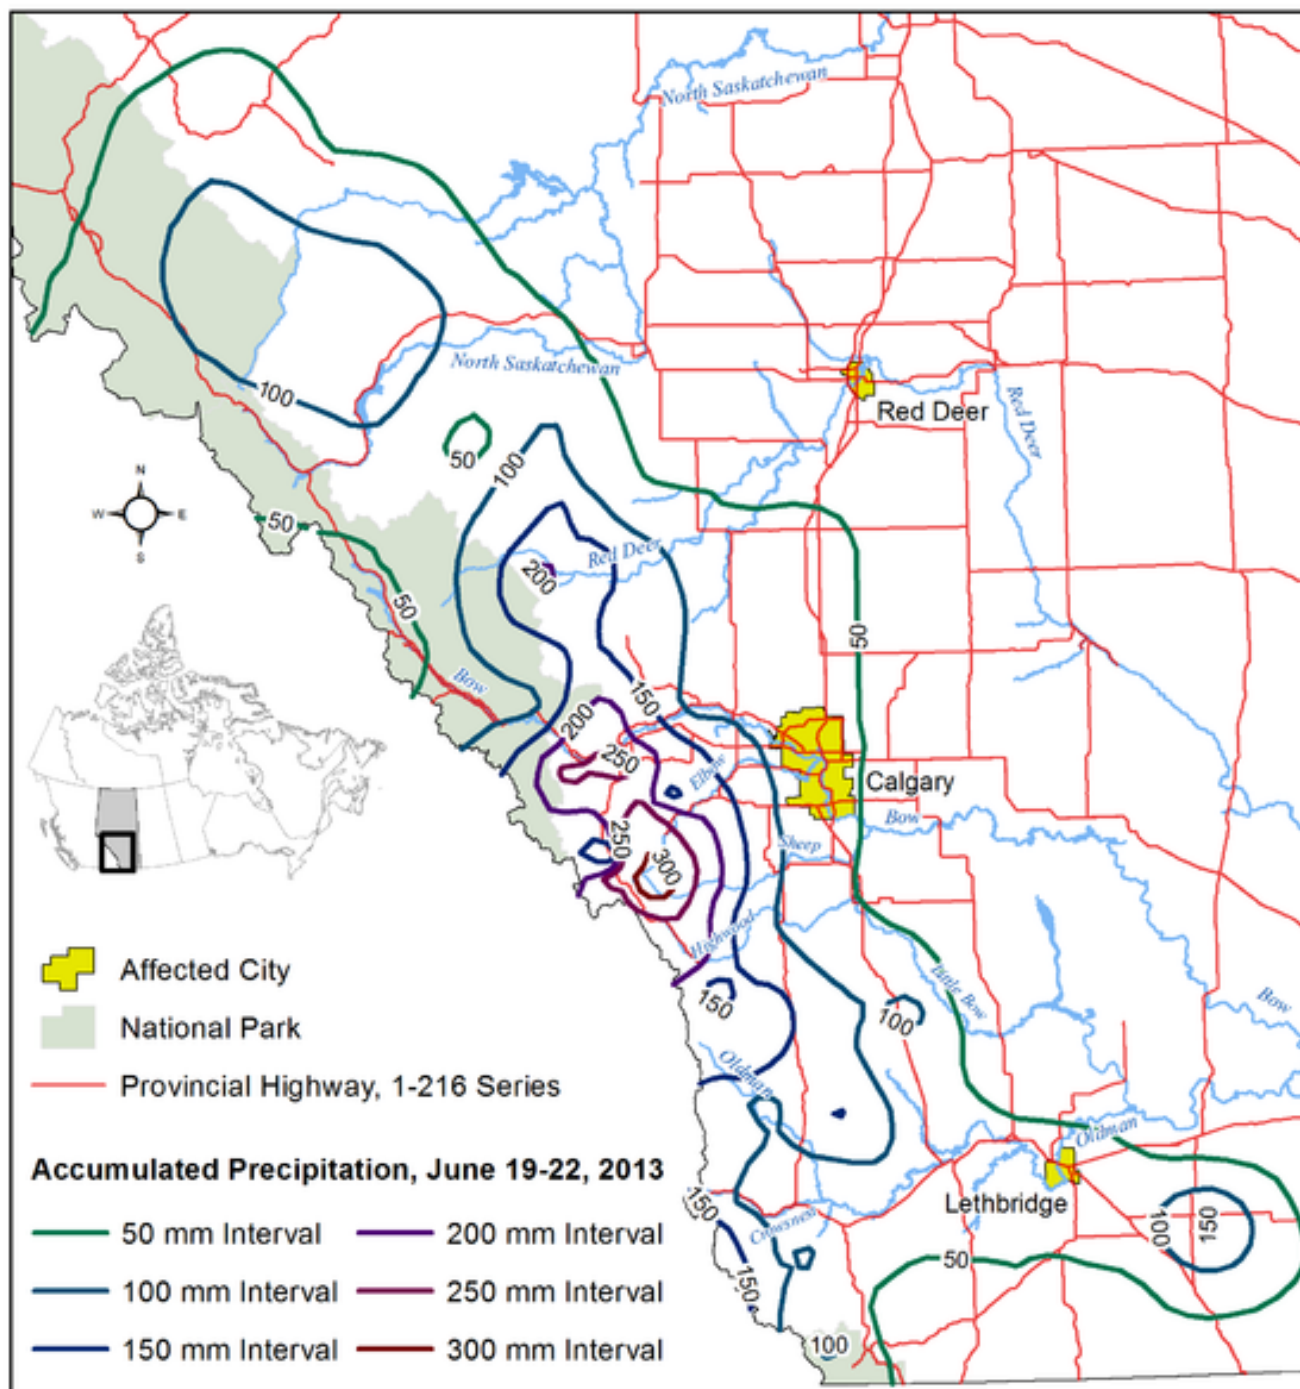 North Saskatchewan
100
North Saskatchewan
Red Deer
Red Deer
50
100
N
W
E
S
50
Red Deer
200
50
50
Bow
150
200
250
Elbow
Calgary
Bow
250
300
Sheep
Highwood
Little Bow
Bow
150
100
Oldman
Oldman
Lethbridge
150
Crowsnest
100
150
50
150
100
Affected City
National Park
Provincial Highway, 1-216 Series
Accumulated Precipitation, June 19-22, 2013
50 mm Interval
200 mm Interval
100 mm Interval
250 mm Interval
150 mm Interval
300 mm Interval